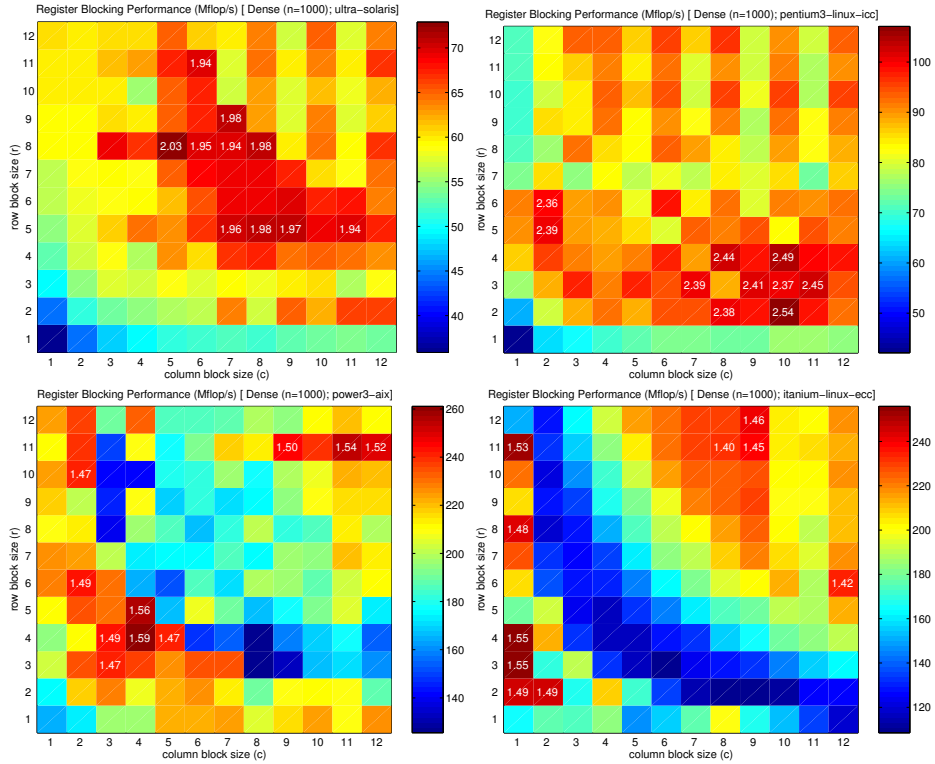 Register Blocking Performance (Mflop/s) [ Dense (n=1000); ultra-solaris]
12
11 1.94
10
9 1.98
8 2.03 1.95 1.94 1.98
7
6
5 1.96 1.98 1.97 1.94
4
3
2
1
1 2 3 4 5 6 7 8 9 10 11 12
row block size (r)
column block size (c)
70
65
60
55
50
45
40
Register Blocking Performance (Mflop/s) [ Dense (n=1000); pentium3-linux-icc]
12
11
10
9
8
7
6 2.36
5 2.39
4 2.44 2.49
3 2.39 2.41 2.37 2.45
2 2.38 2.54
1
1 2 3 4 5 6 7 8 9 10 11 12
row block size (r)
column block size (c)
100
90
80
70
60
50
Register Blocking Performance (Mflop/s) [ Dense (n=1000); power3-aix]
12
11 1.50 1.54 1.52
10 1.47
9
8
7
6 1.49
5 1.56
4 1.49 1.59 1.47
3 1.47
2
1
1 2 3 4 5 6 7 8 9 10 11 12
row block size (r)
column block size (c)
260
240
220
200
180
160
140
Register Blocking Performance (Mflop/s) [ Dense (n=1000); itanium-linux-ecc]
12 1.46
11 1.53 1.40 1.45
10
9
8 1.48
7
6 1.42
5
4 1.55
3 1.55
2 1.49 1.49
1
1 2 3 4 5 6 7 8 9 10 11 12
row block size (r)
column block size (c)
240
220
200
180
160
140
120